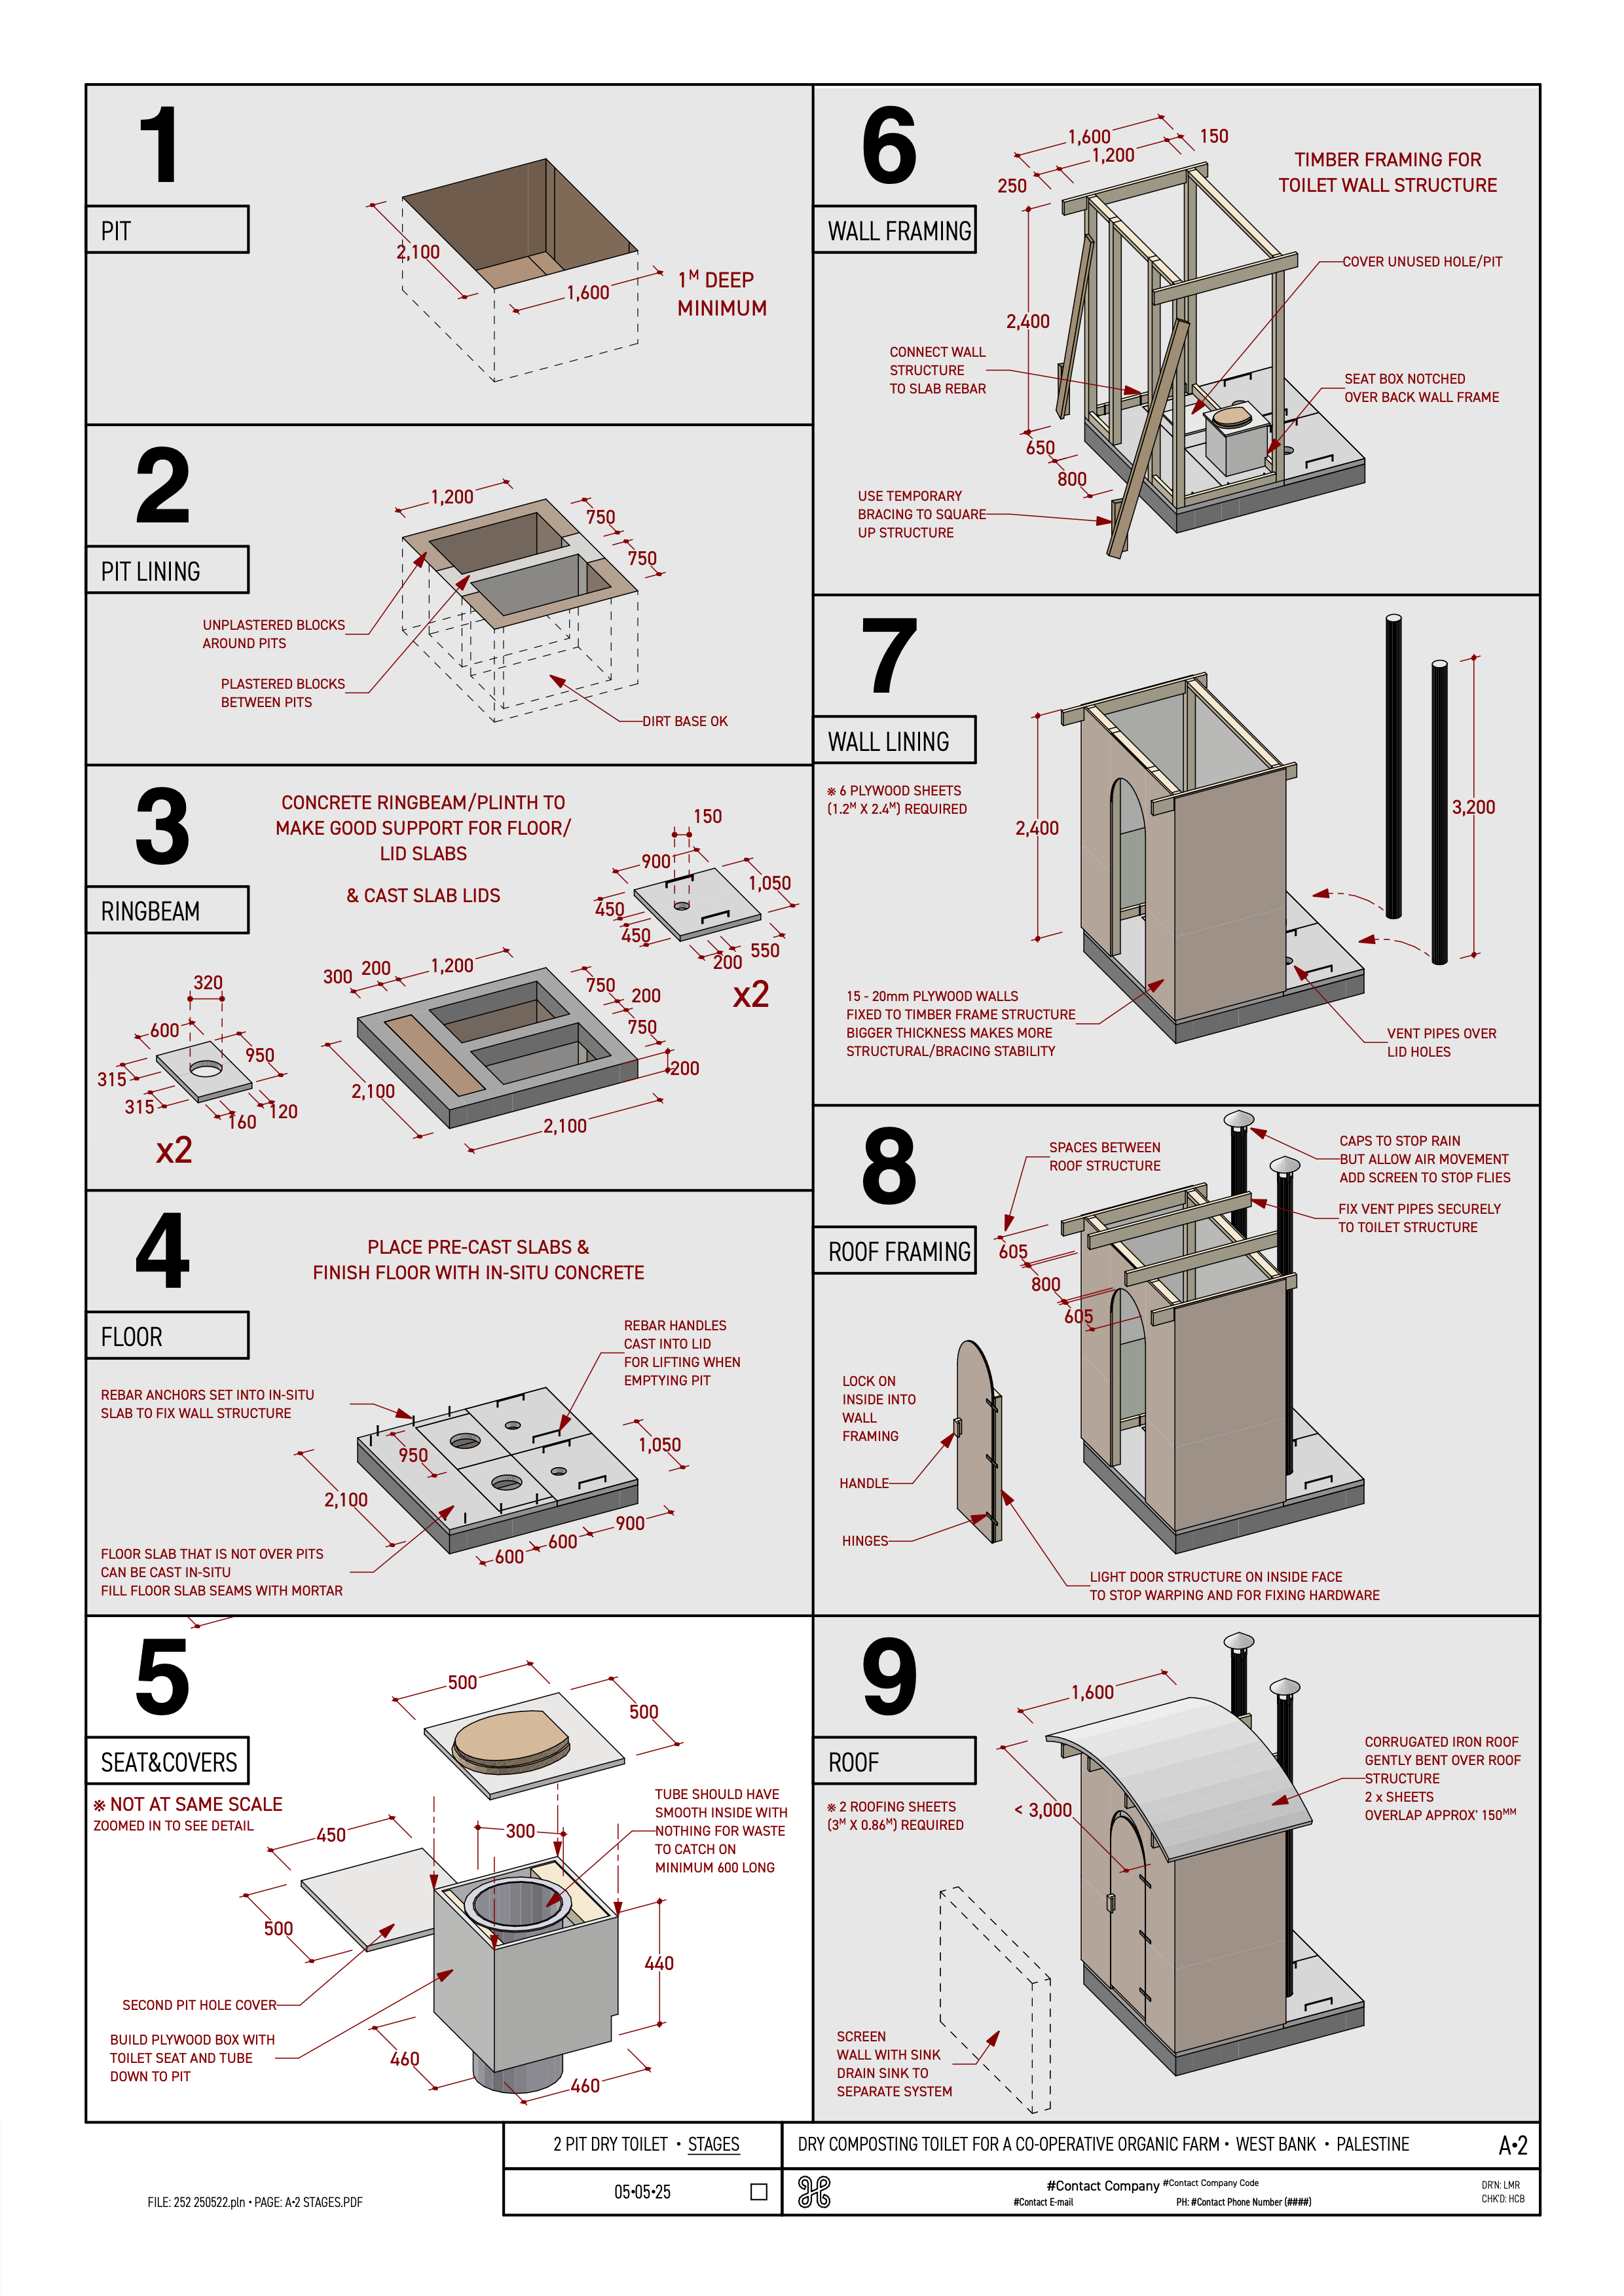 1
PIT
2,100
1,600
1M DEEP
MINIMUM
2
PIT LINING
1,200
750
750
UNPLASTERED BLOCKS
AROUND PITS
PLASTERED BLOCKS
BETWEEN PITS
DIRT BASE OK
3
RINGBEAM
CONCRETE RINGBEAM/PLINTH TO
MAKE GOOD SUPPORT FOR FLOOR/
LID SLABS
& CAST SLAB LIDS
150
900
1,050
450
450
200
550
x2
320
600
950
315
315
160
120
x2
300
200
1,200
750
200
750
200
2,100
2,100
4
FLOOR
PLACE PRE-CAST SLABS &
FINISH FLOOR WITH IN-SITU CONCRETE
REBAR HANDLES
CAST INTO LID
FOR LIFTING WHEN
EMPTYING PIT
REBAR ANCHORS SET INTO IN-SITU
SLAB TO FIX WALL STRUCTURE
950
1,050
2,100
900
600
600
FLOOR SLAB THAT IS NOT OVER PITS
CAN BE CAST IN-SITU
FILL FLOOR SLAB SEAMS WITH MORTAR
5
SEAT&COVERS
※ NOT AT SAME SCALE
ZOOMED IN TO SEE DETAIL
500
500
TUBE SHOULD HAVE
SMOOTH INSIDE WITH
NOTHING FOR WASTE
TO CATCH ON
MINIMUM 600 LONG
300
450
500
440
SECOND PIT HOLE COVER
BUILD PLYWOOD BOX WITH
TOILET SEAT AND TUBE
DOWN TO PIT
460
460
6
WALL FRAMING
1,600
150
1,200
250
TIMBER FRAMING FOR
TOILET WALL STRUCTURE
COVER UNUSED HOLE/PIT
2,400
CONNECT WALL
STRUCTURE
TO SLAB REBAR
SEAT BOX NOTCHED
OVER BACK WALL FRAME
650
800
USE TEMPORARY
BRACING TO SQUARE
UP STRUCTURE
7
WALL LINING
※ 6 PLYWOOD SHEETS
(1.2M X 2.4M) REQUIRED
2,400
3,200
15 - 20mm PLYWOOD WALLS
FIXED TO TIMBER FRAME STRUCTURE
BIGGER THICKNESS MAKES MORE
STRUCTURAL/BRACING STABILITY
VENT PIPES OVER
LID HOLES
8
ROOF FRAMING
SPACES BETWEEN
ROOF STRUCTURE
CAPS TO STOP RAIN
BUT ALLOW AIR MOVEMENT
ADD SCREEN TO STOP FLIES
FIX VENT PIPES SECURELY
TO TOILET STRUCTURE
605
800
605
LOCK ON
INSIDE INTO
WALL
FRAMING
HANDLE
HINGES
LIGHT DOOR STRUCTURE ON INSIDE FACE
TO STOP WARPING AND FOR FIXING HARDWARE
9
ROOF
※ 2 ROOFING SHEETS
(3M X 0.86M) REQUIRED
1,600
< 3,000
CORRUGATED IRON ROOF
GENTLY BENT OVER ROOF
STRUCTURE
2 x SHEETS
OVERLAP APPROX' 150MM
SCREEN
WALL WITH SINK
DRAIN SINK TO
SEPARATE SYSTEM
2 PIT DRY TOILET • STAGES
DRY COMPOSTING TOILET FOR A CO-OPERATIVE ORGANIC FARM • WEST BANK • PALESTINE
A•2
05•05•25
#Contact Company #Contact Company Code
#Contact E-mail
PH: #Contact Phone Number (####)
DR'N: LMR
CHK'D: HCB
FILE: 252 250522.pln • PAGE: A•2 STAGES.PDF